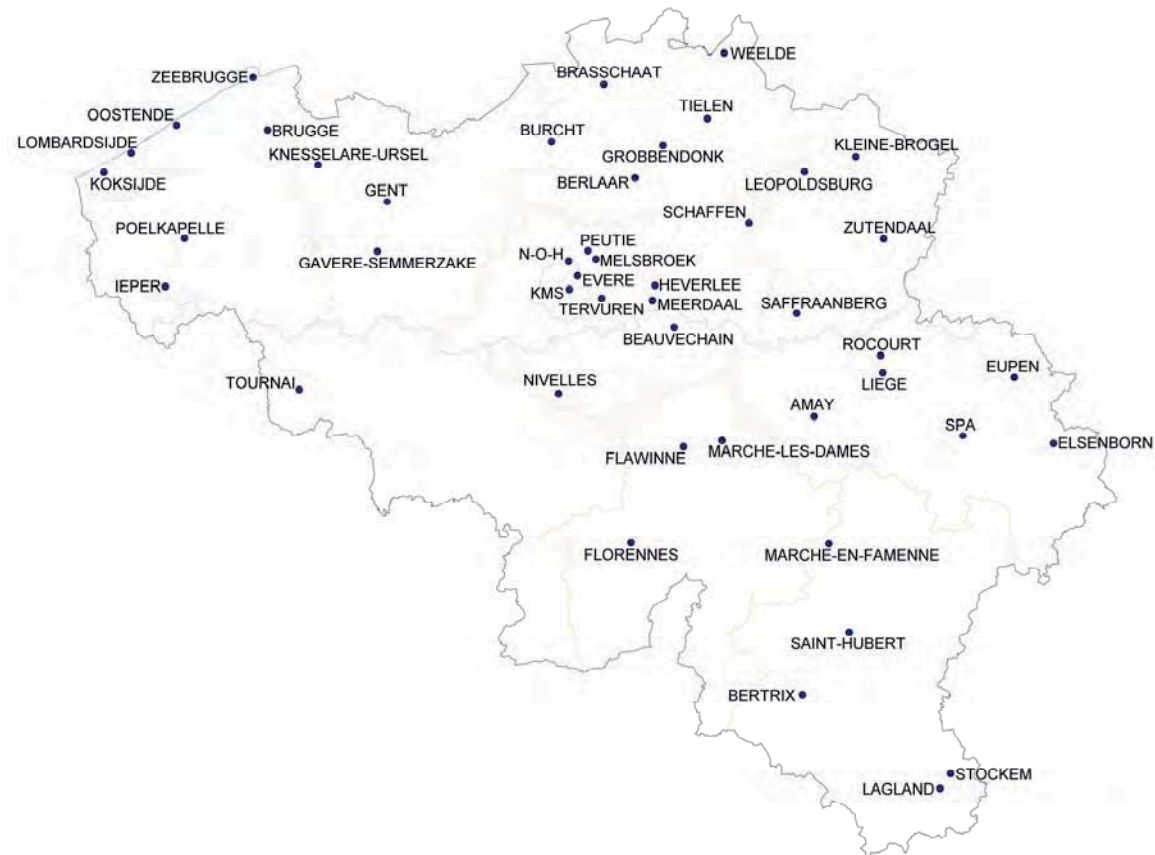 WEELDE
ZEEBRUGGE
BRASSCHAAT
OOSTENDE
TIELEN
BRUGGE
BURCHT
LOMBARDSIJDE
KLEINE-BROGEL
KNESSELARE-URSEL
GROBBENDONK
KOKSIJDE
BERLAAR
LEOPOLDSBURG
GENT
SCHAFFEN
POELKAPELLE
PEUTIE
ZUTENDAAL
N-O-H
MELSBROEK
GAVERE-SEMMERZAKE
EVERE
IEPER
HEVERLEE
KMS
MEERDAAL
TERVUREN
SAFFRAANBERG
BEAUVECHAIN
ROCOURT
EUPEN
TOURNAI
NIVELLES
LIEGE
AMAY
SPA
ELSENBORN
MARCHE-LES-DAMES
FLAWINNE
FLORENNES
MARCHE-EN-FAMENNE
SAINT-HUBERT
BERTRIX
STOCKEM
LAGLAND